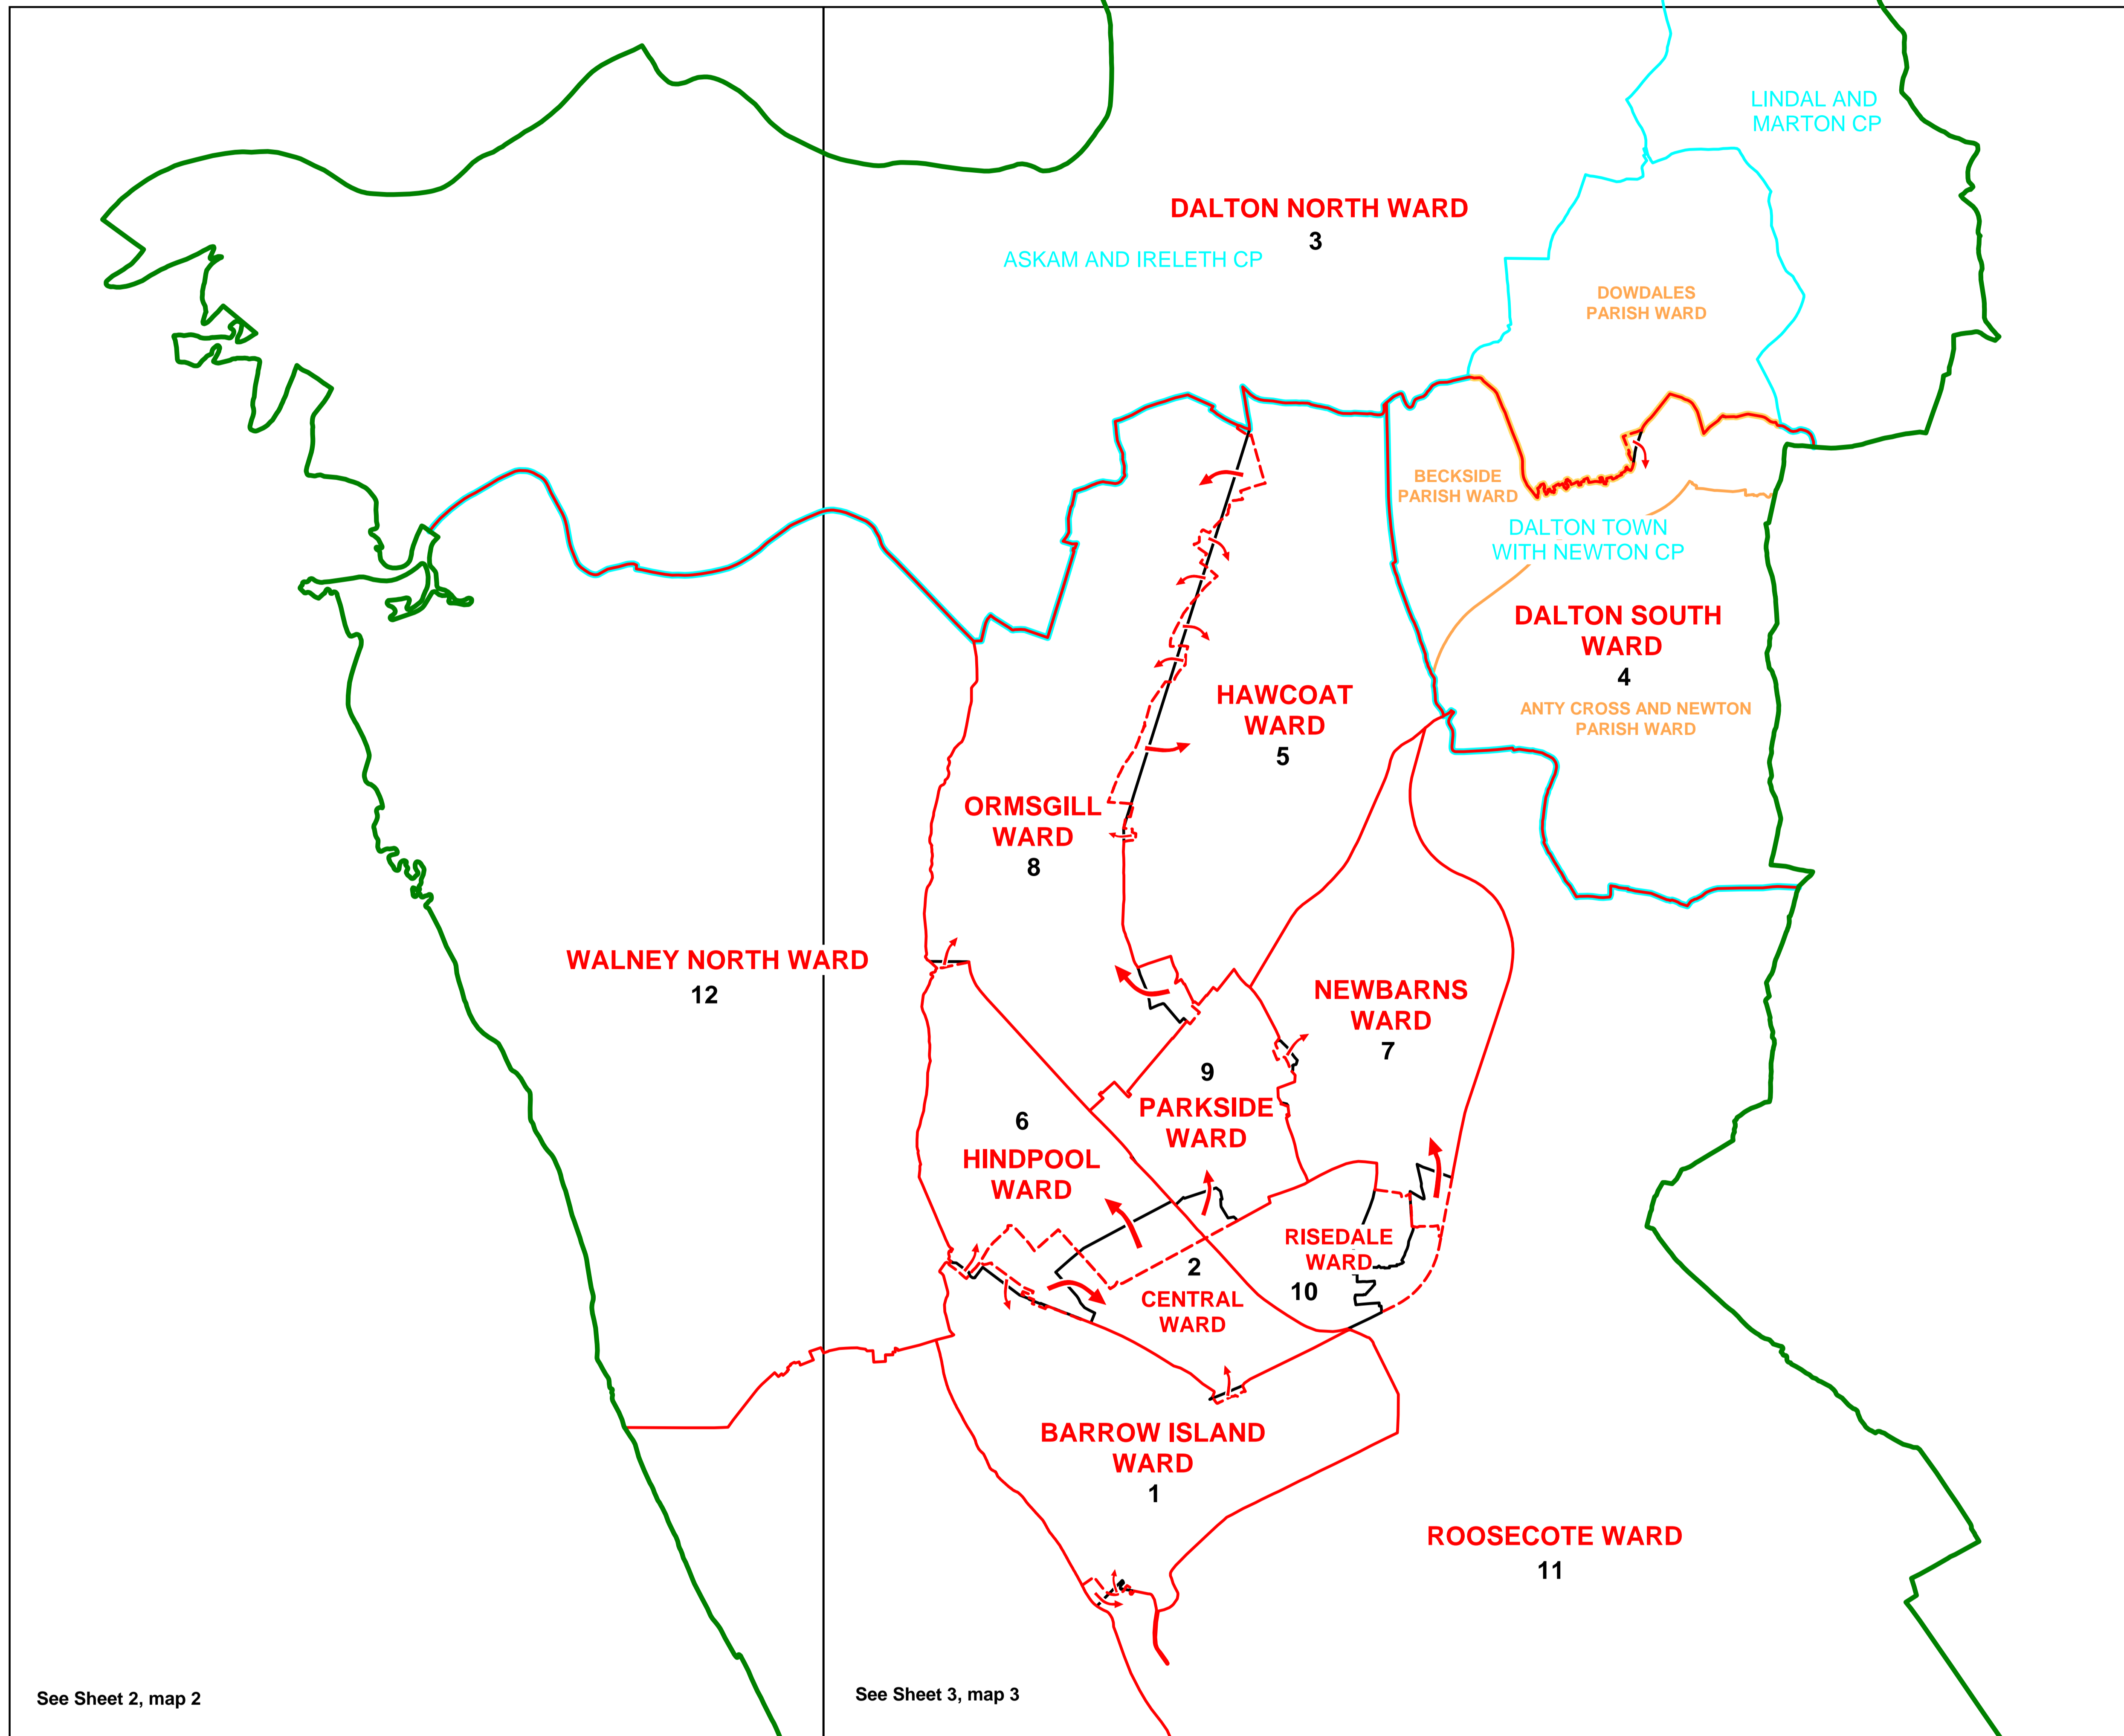 LINDAL AND
MARTON CP
DALTON NORTH WARD
3
ASKAM AND IRELETH CP
DOWDALES
PARISH WARD
BECKSIDE
PARISH WARD
DALTON TOWN
WITH NEWTON CP
DALTON SOUTH
WARD
4
ANTY CROSS AND NEWTON
PARISH WARD
HAWCOAT
WARD
5
ORMSGILL
WARD
8
WALNEY NORTH WARD
12
NEWBARNS
WARD
7
9
PARKSIDE
WARD
6
HINDPOOL
WARD
RISEDALE
WARD
10
2
CENTRAL
WARD
BARROW ISLAND
WARD
1
ROOSECOTE WARD
11
See Sheet 2, map 2
See Sheet 3, map 3